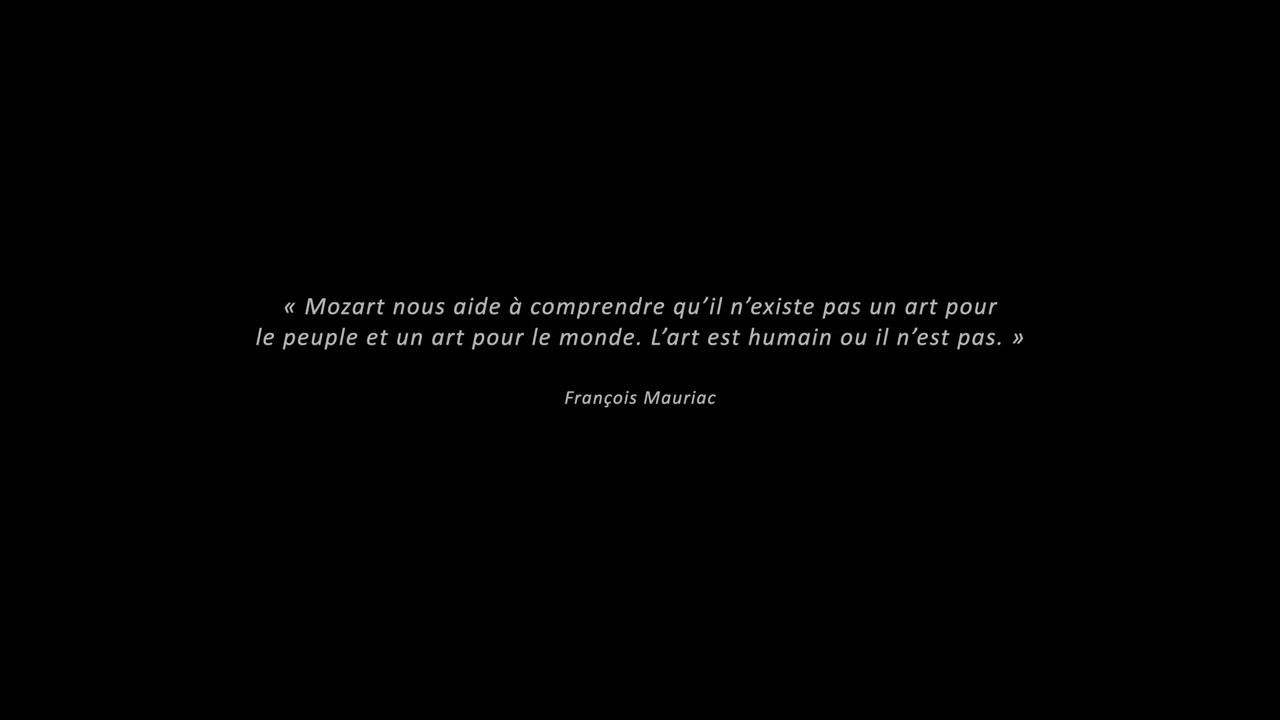 « Mozart nous aide à comprendre qu’il n’existe pas un art pour
le peuple et un art pour le monde. L’art est humain ou il n’est pas. »
François Mauriac